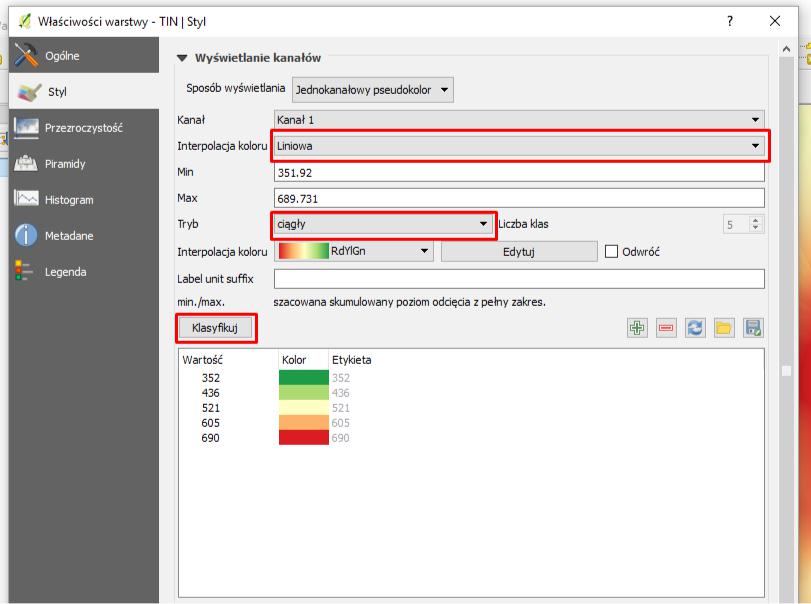 Właściwości warstwy - TIN | Styl
?
Ogólne
Styl
Przezroczystość
Piramidy
Histogram
Metadane
Legenda
Wyświetlanie kanałów
Sposób wyświetlania Jednokanałowy pseudokolor
Kanał Kanał 1
Interpolacja koloru Liniowa
Min 351.92
Max 689.731
Tryb ciągły Liczba klas 5
Interpolacja koloru RdYlGn Edytuj Odwróć
Label unit suffix
min./max. szacowana skumulowany poziom odcięcia z pełny zakres.
Klasyfikuj
Wartość Kolor Etykieta
352 352
436 436
521 521
605 605
690 690